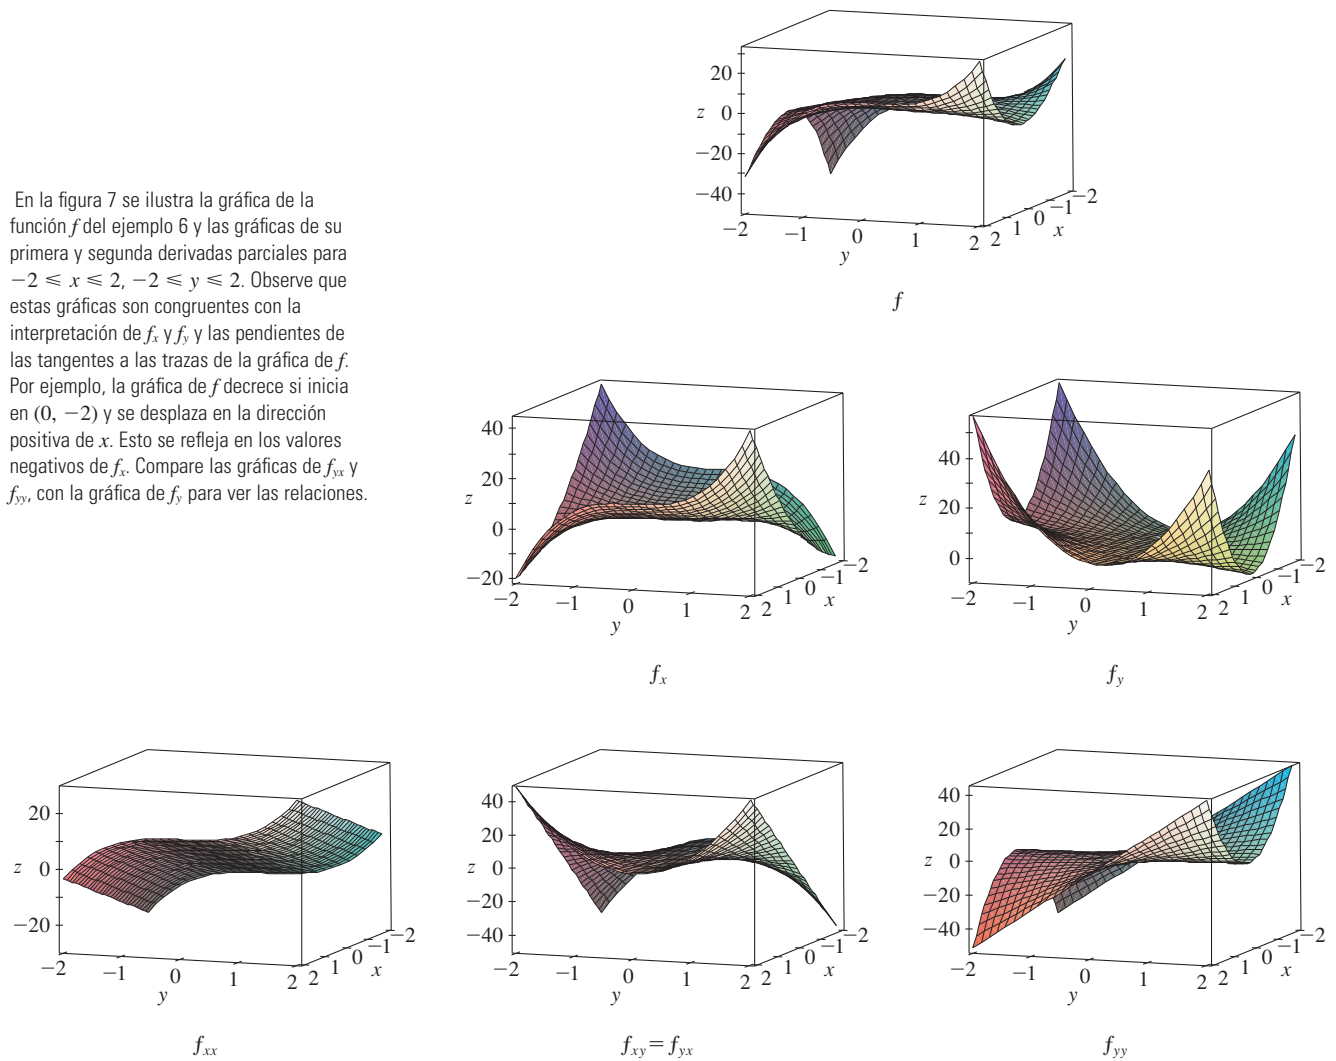 En la figura 7 se ilustra la gráfica de la
función f del ejemplo 6 y las gráficas de su
primera y segunda derivadas parciales para
−2 ≤ x ≤ 2, −2 ≤ y ≤ 2. Observe que
estas gráficas son congruentes con la
interpretación de fₓ y f_y y las pendientes de
las tangentes a las trazas de la gráfica de f.
Por ejemplo, la gráfica de f decrece si inicia
en (0, −2) y se desplaza en la dirección
positiva de x. Esto se refleja en los valores
negativos de fₓ. Compare las gráficas de f_yx y
f_yy, con la gráfica de f_y para ver las relaciones.
20
z 0
−20
−40
−2 −1 0 1 2 2 1 0 −1 −2
y x
f
40
20
z
0
−20
−2 −1 0 1 2 2 1 0 −1 −2
y x
fₓ
40
z 20
0
−2 −1 0 1 2 2 1 0 −1 −2
y x
f_y
20
z 0
−20
−2 −1 0 1 2 2 1 0 −1 −2
y x
f_xx
40
20
z 0
−20
−40
−2 −1 0 1 2 2 1 0 −1 −2
y x
f_xy = f_yx
40
20
z 0
−20
−40
−2 −1 0 1 2 2 1 0 −1 −2
y x
f_yy